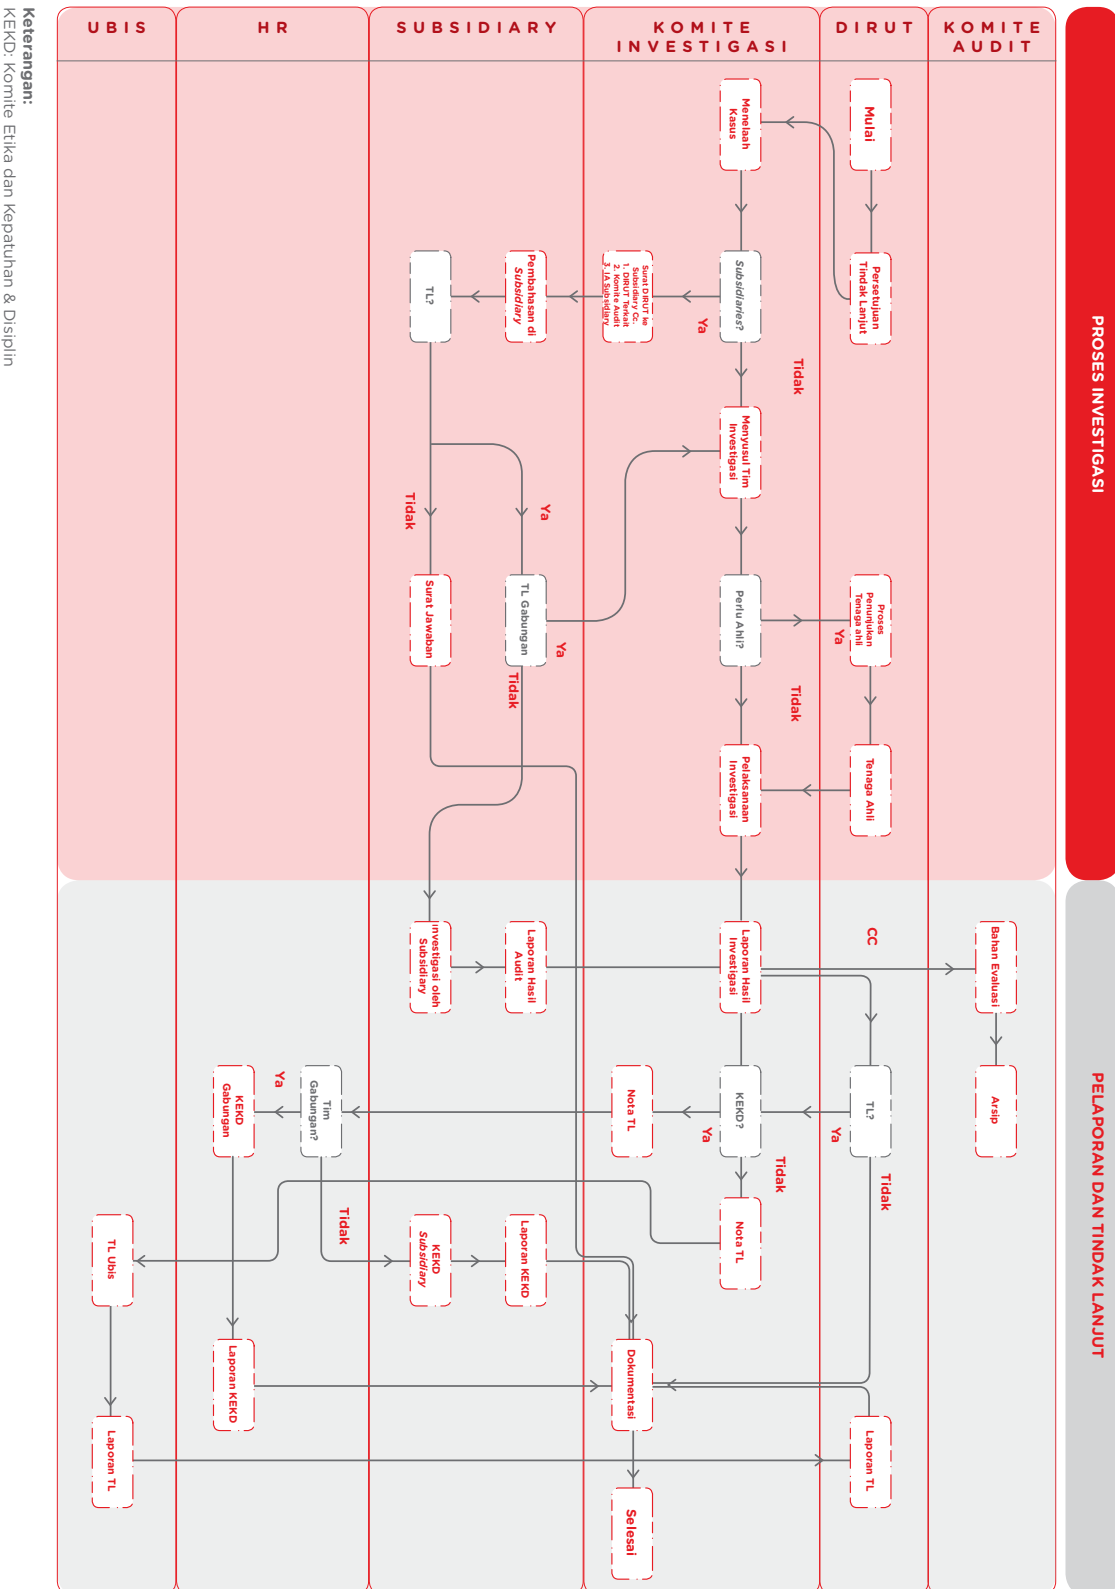 UBIS
HR
SUBSIDIARY
KOMITE
INVESTIGASI
DIRUT
KOMITE
AUDIT
PROSES INVESTIGASI
PELAPORAN DAN TINDAK LANJUT
Mulai
Persetujuan
Tindak Lanjut
Menelaah
Kasus
Subsidiaries?
Ya
Tidak
Surat DIRUT ke
Subsidiary Cc.
1. DIRUT Terkait
2. Komite Audit
3. IA Subsidiary
Pembahasan di
Subsidiary
TL?
Ya
Tidak
Menyusul Tim
Investigasi
Perlu Ahli?
Ya
Tidak
Proses
Penunjukan
Tenaga ahli
Tenaga Ahli
TL Gabungan
Ya
Tidak
Surat Jawaban
Pelaksanaan
Investigasi
Bahan Evaluasi
Arsip
CC
Laporan Hasil
Investigasi
Laporan Hasil
Audit
Investigasi oleh
Subsidiary
TL?
Ya
Tidak
KEKD?
Ya
Tidak
Nota TL
Nota TL
Tim
Gabungan?
Ya
Tidak
KEKD
Gabungan
KEKD
Subsidiary
Laporan KEKD
TL Ubis
Laporan KEKD
Dokumentasi
Laporan TL
Laporan TL
Selesai
Keterangan:
KEKD: Komite Etika dan Kepatuhan & Disiplin